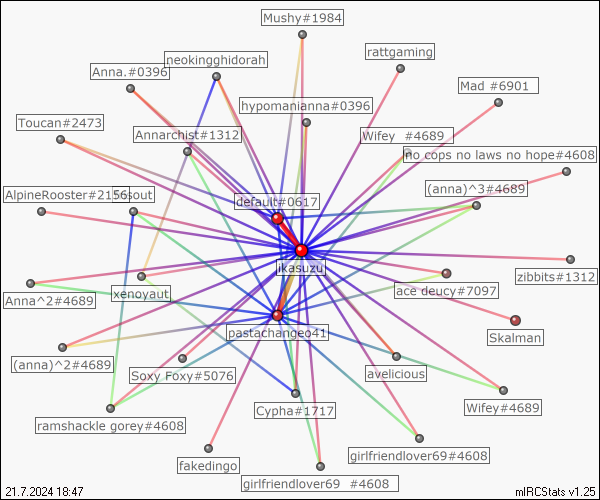 Mushy#1984
rattgaming
neokingghidorah
Anna.#0396
Mad #6901
hypomanianna#0396
Toucan#2473
Annarchist#1312
Wifey #4689
no cops no laws no hope#4608
AlpineRooster#2156
(anna)^3#4689
default#0617
ikasuzu
zibbits#1312
ace deucy#7097
xenoyaut
Anna^2#4689
pastachangeo41
Skalman
(anna)^2#4689
Soxy Foxy#5076
avelicious
Cypha#1717
Wifey#4689
ramshackle gorey#4608
girlfriendlover69#4608
fakedingo
girlfriendlover69 #4608
21.7.2024 18:47
mIRCStats v1.25